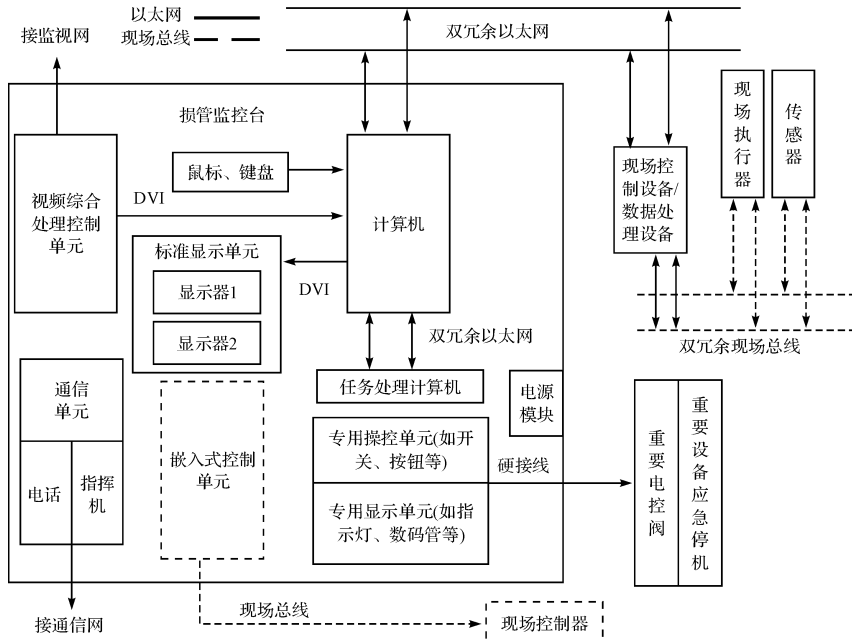 以太网
现场总线
接监视网
双冗余以太网
损管监控台
视频综合
处理控制
单元
鼠标、键盘
DVI
计算机
标准显示单元
显示器1
显示器2
DVI
双冗余以太网
任务处理计算机
现场控
制设备/
数据处
理设备
现场执行器
传感器
双冗余现场总线
通信
单元
电话
指挥
机
嵌入式控制
单元
电源
模块
专用操控单元(如开
关、按钮等)
专用显示单元(如指
示灯、数码管等)
硬接线
重要电控阀
重要设备应急停机
接通信网
现场总线
现场控制器